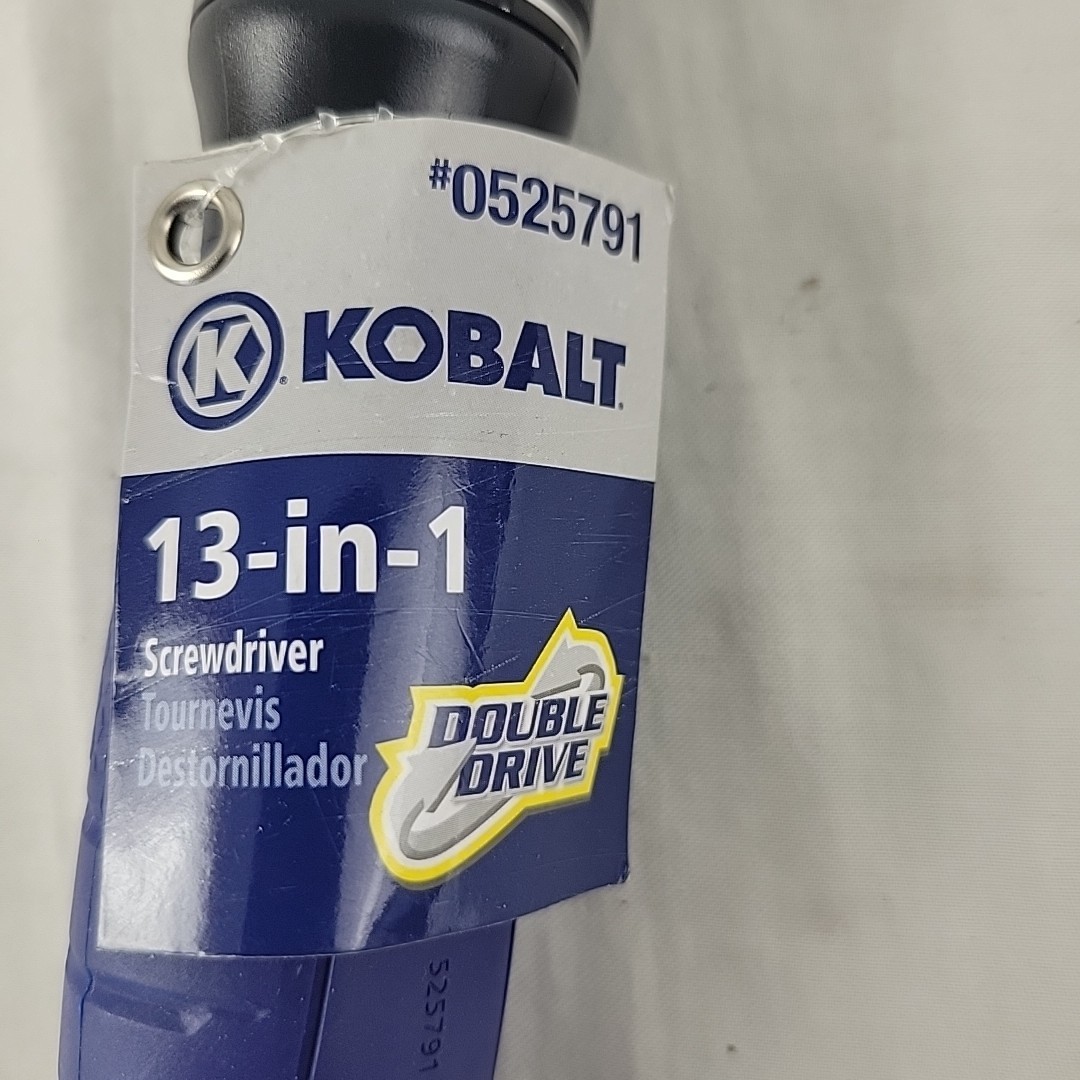 #0525791
K® KOBALT.
13-in-1
Screwdriver
Tournevis
Destornillador
DOUBLE
DRIVE
525791